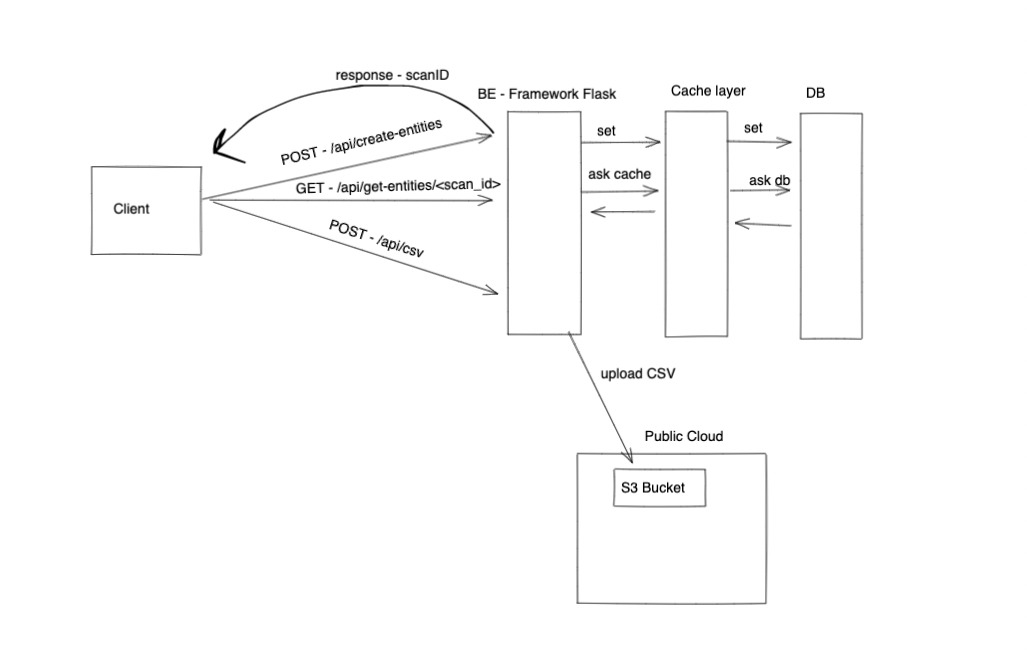 response - scanID
BE - Framework Flask
Cache layer
DB
POST - /api/create-entities
set
set
GET - /api/get-entities/<scan_id>
ask cache
ask db
Client
POST - /api/csv
upload CSV
Public Cloud
S3 Bucket